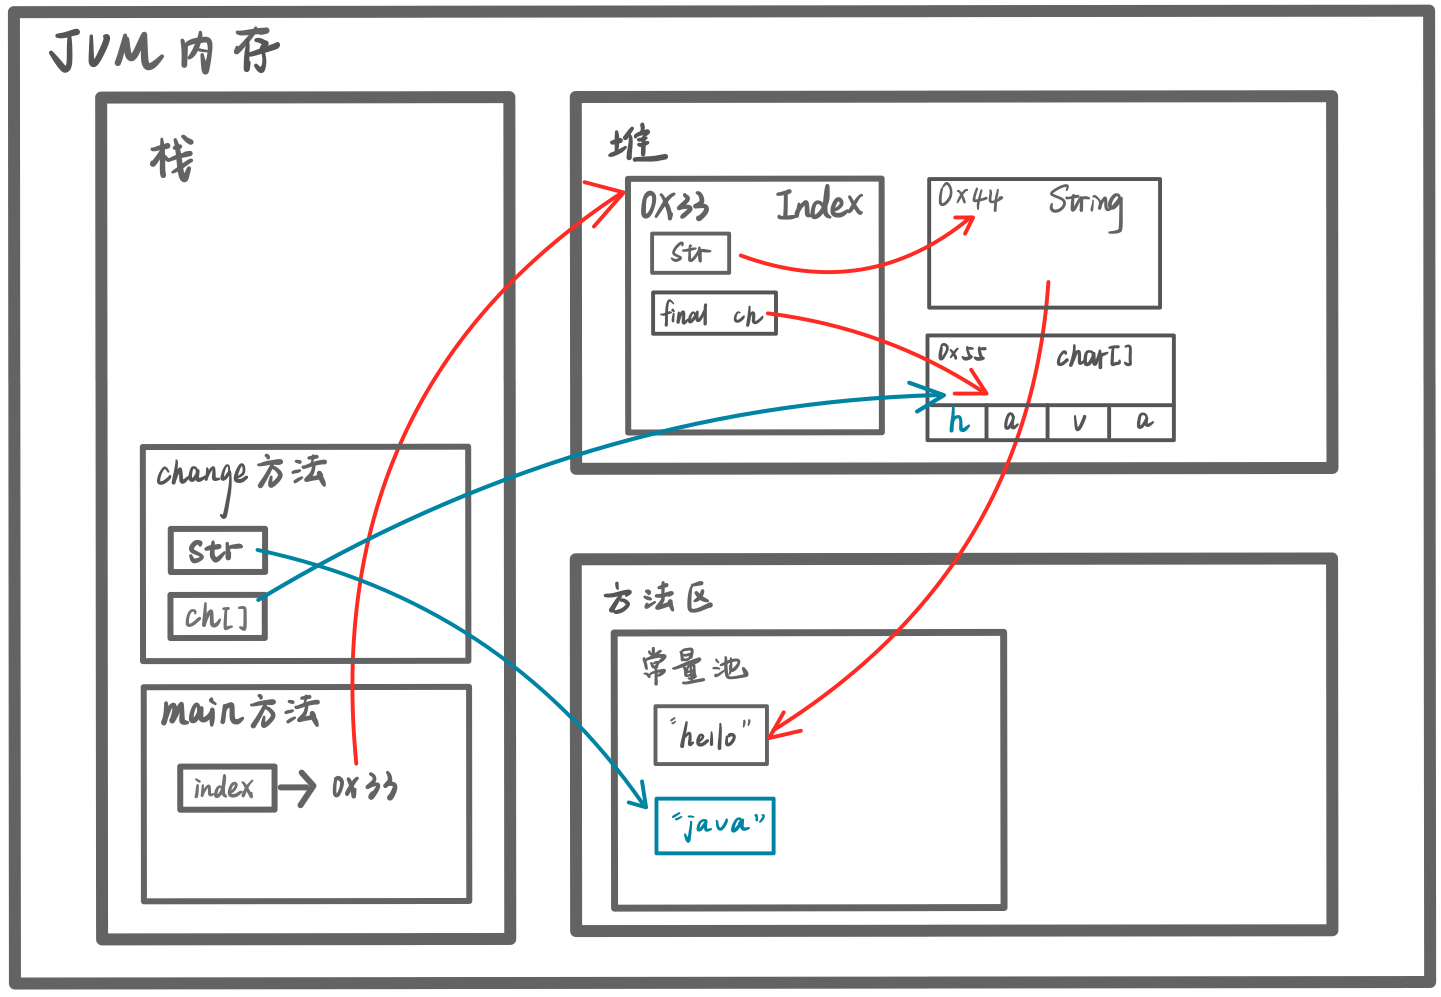 JVM内存
栈
change方法
str
ch[]
main方法
index
0X33
堆
0X33 Index
str
final ch
0x44 String
0x55 char[]
h a v a
方法区
常量池
"hello"
"java"